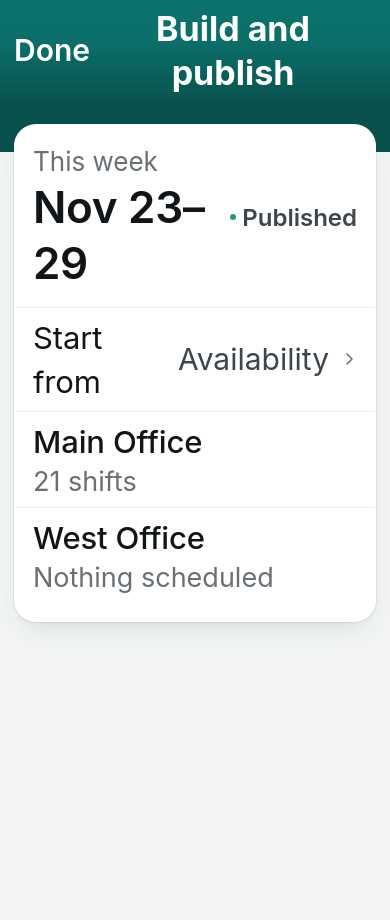 Done
Build and
publish
This week
Nov 23–
29
Published
Start
from
Availability
Main Office
21 shifts
West Office
Nothing scheduled